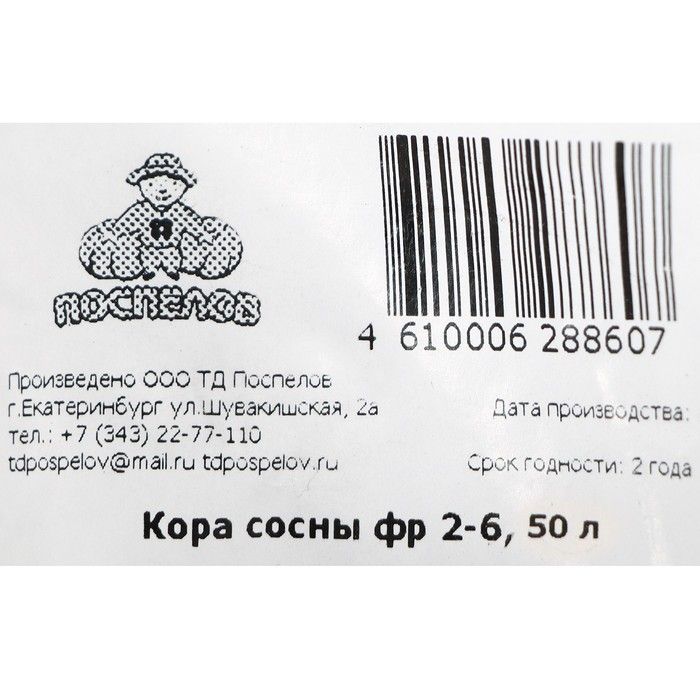 ПОСПЕЛОВ
4 610006 288607
Произведено ООО ТД Поспелов
г.Екатеринбург ул.Шувакишская, 2а
тел.: +7 (343) 22-77-110
tdpospelov@mail.ru tdpospelov.ru
Дата производства:
Срок годности: 2 года
Кора сосны фр 2-6, 50 л